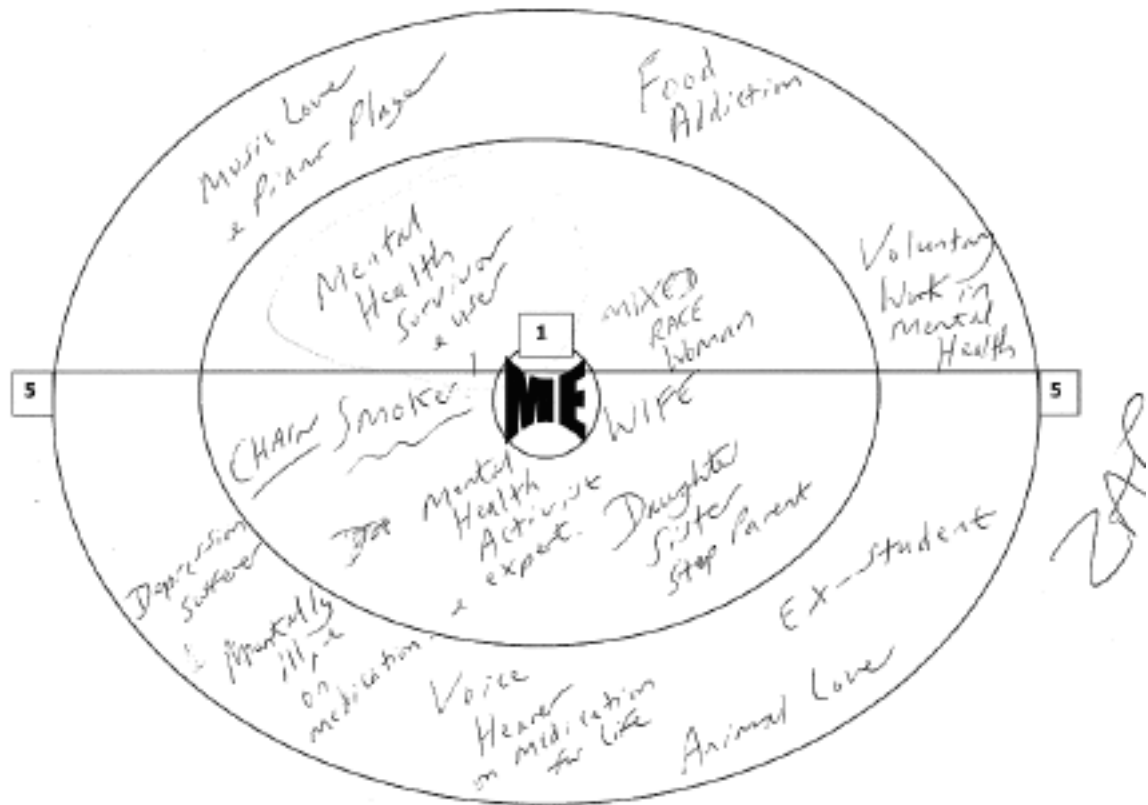 Music Lover
& Piano Player
Food
Addiction
Mental
Health
Survivor
& user
MIXED
RACE
Woman
Voluntary
Work in
Mental
Health
1
5
ME
5
CHAIN Smoker
WIFE
Mental
Health
Activist
& expert.
Daughter
Sister
Step Parent
Depression
Sufferer
& Mentally
ill, &
on
medication
Voice
Hearer
on medication
for life
EX-Student
Animal Lover